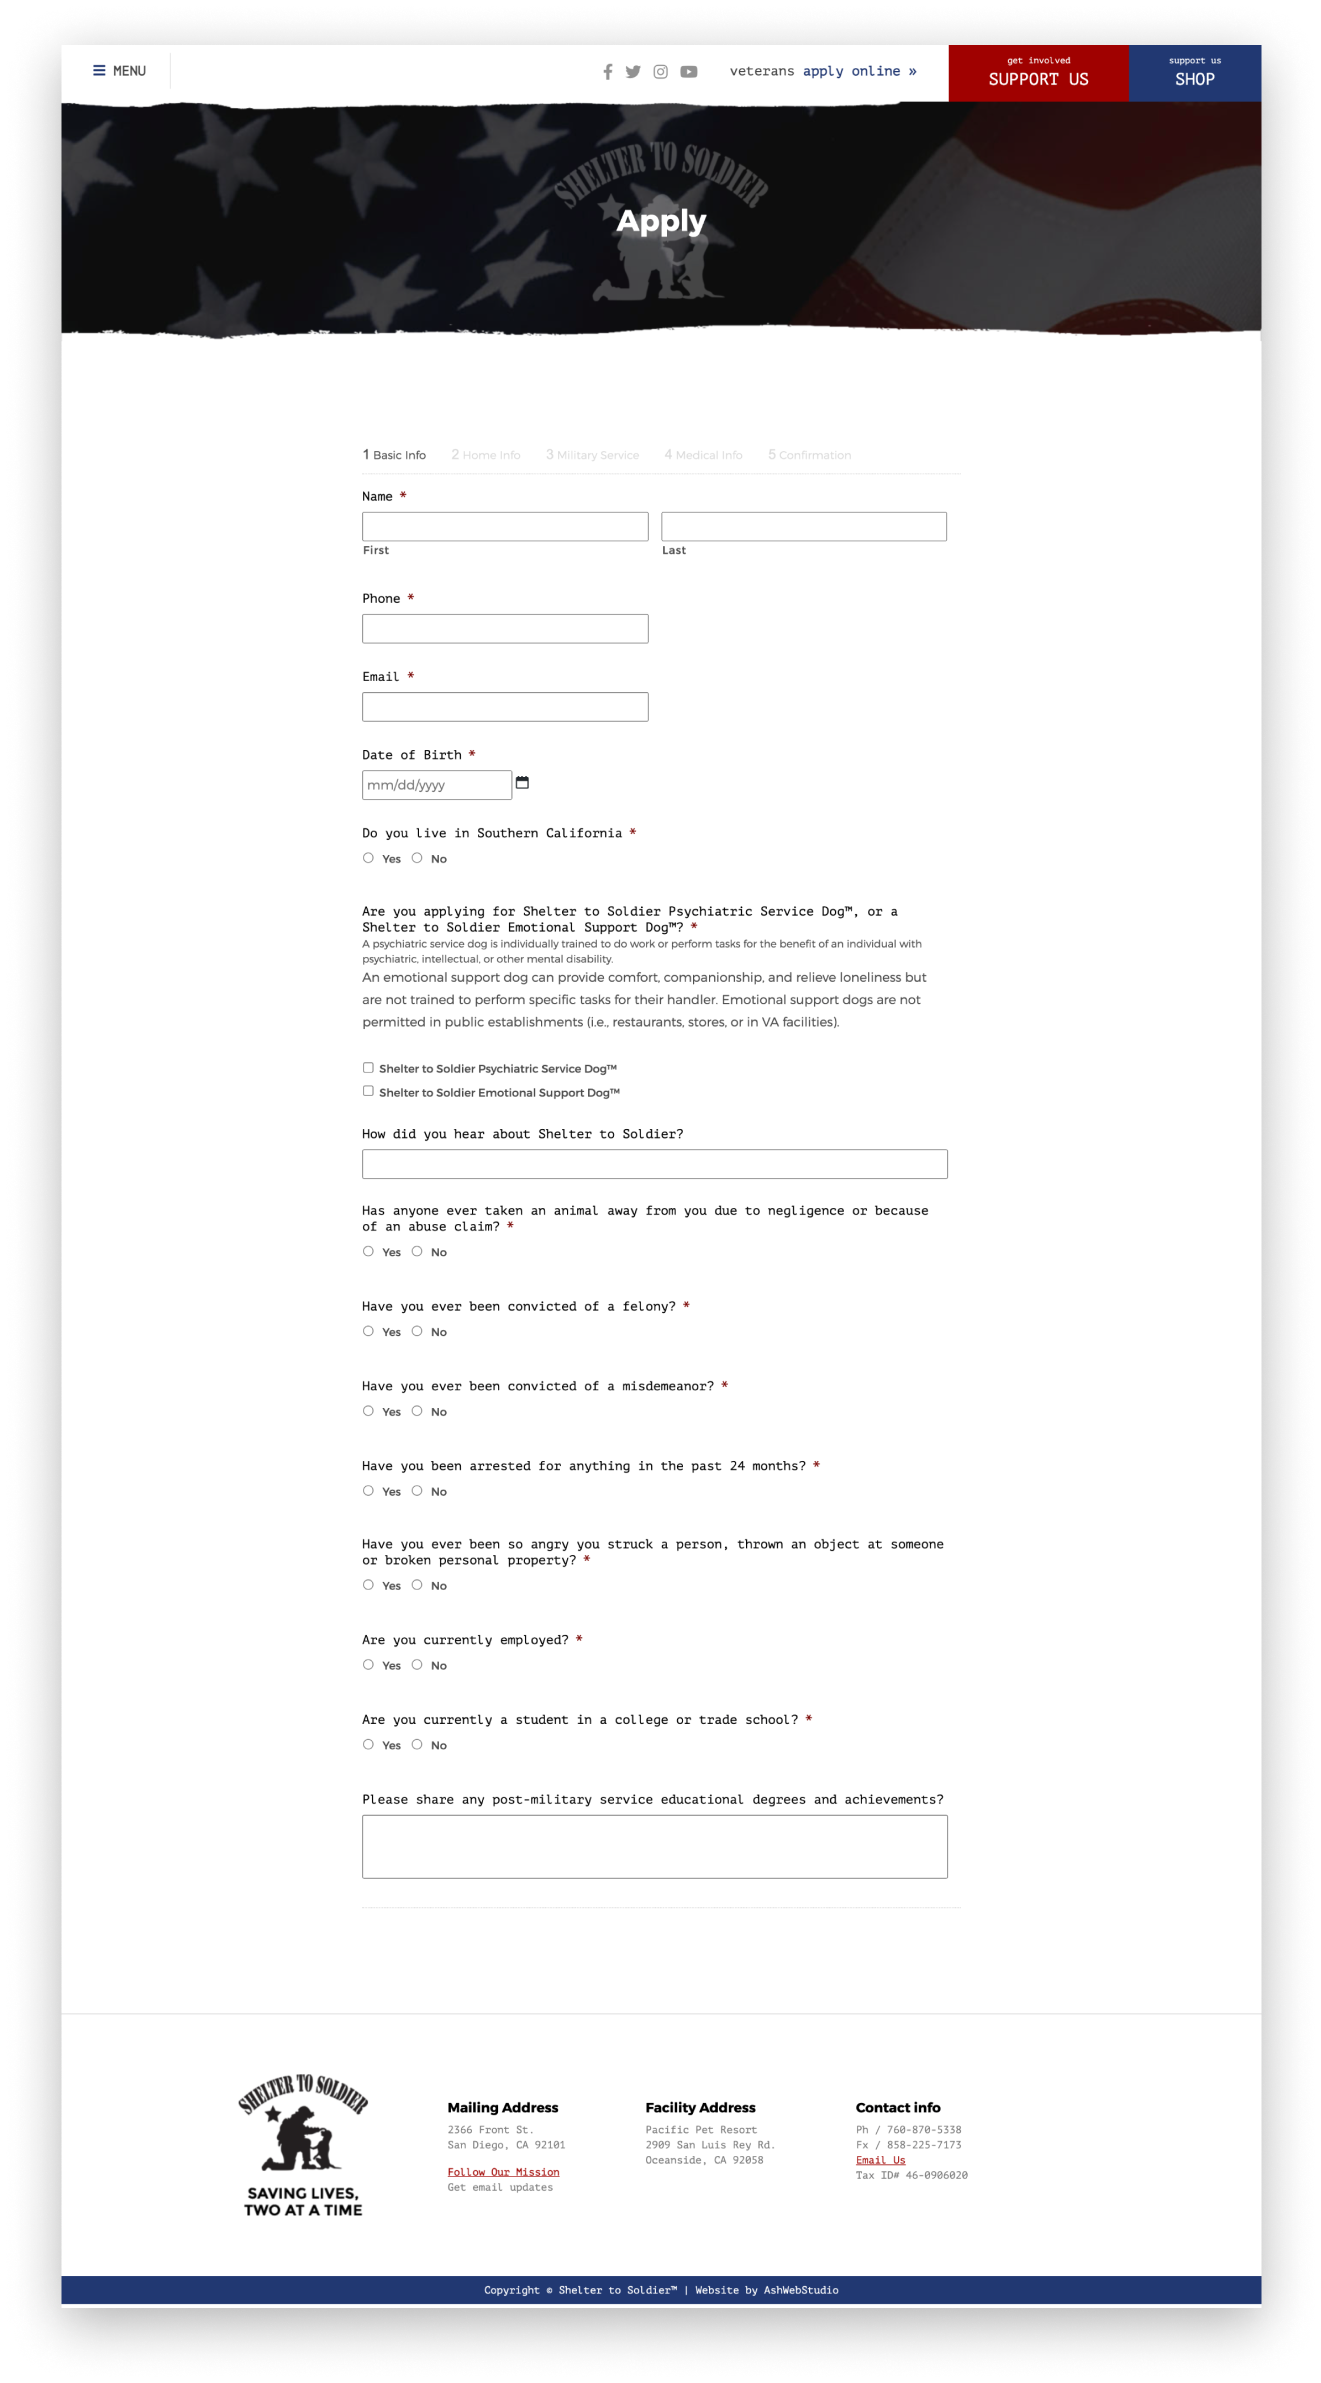 MENU
veterans apply online »
get involved
SUPPORT US
support us
SHOP
SHELTER TO SOLDIER
Apply
1 Basic Info 2 Home Info 3 Military Service 4 Medical Info 5 Confirmation
Name *
First Last
Phone *
Email *
Date of Birth *
mm/dd/yyyy
Do you live in Southern California *
Yes No
Are you applying for Shelter to Soldier Psychiatric Service Dog™, or a
Shelter to Soldier Emotional Support Dog™? *
A psychiatric service dog is individually trained to do work or perform tasks for the benefit of an individual with
psychiatric, intellectual, or other mental disability.
An emotional support dog can provide comfort, companionship, and relieve loneliness but
are not trained to perform specific tasks for their handler. Emotional support dogs are not
permitted in public establishments (i.e., restaurants, stores, or in VA facilities).
Shelter to Soldier Psychiatric Service Dog™
Shelter to Soldier Emotional Support Dog™
How did you hear about Shelter to Soldier?
Has anyone ever taken an animal away from you due to negligence or because
of an abuse claim? *
Yes No
Have you ever been convicted of a felony? *
Yes No
Have you ever been convicted of a misdemeanor? *
Yes No
Have you been arrested for anything in the past 24 months? *
Yes No
Have you ever been so angry you struck a person, thrown an object at someone
or broken personal property? *
Yes No
Are you currently employed? *
Yes No
Are you currently a student in a college or trade school? *
Yes No
Please share any post-military service educational degrees and achievements?
SHELTER TO SOLDIER
SAVING LIVES,
TWO AT A TIME
Mailing Address
2366 Front St.
San Diego, CA 92101
Follow Our Mission
Get email updates
Facility Address
Pacific Pet Resort
2909 San Luis Rey Rd.
Oceanside, CA 92058
Contact info
Ph / 760-870-5338
Fx / 858-225-7173
Email Us
Tax ID# 46-0906020
Copyright © Shelter to Soldier™ | Website by AshWebStudio